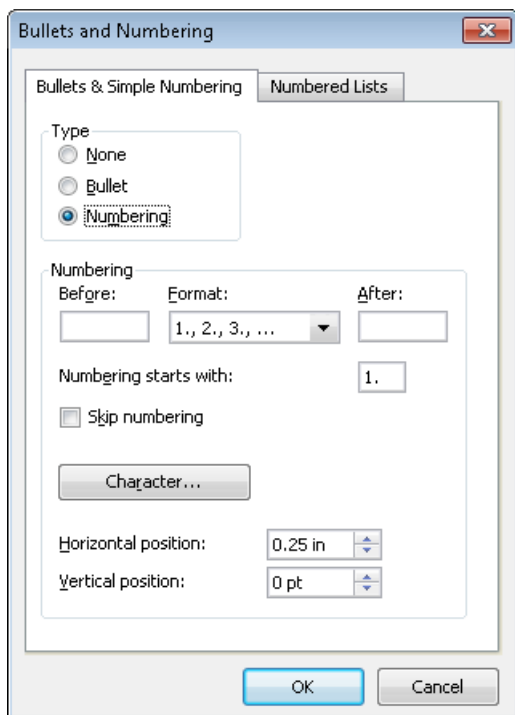 Bullets and Numbering
Bullets & Simple Numbering Numbered Lists
Type
None
Bullet
Numbering
Numbering
Before: Format: After:
1., 2., 3., ...
Numbering starts with: 1.
Skip numbering
Character...
Horizontal position: 0.25 in
Vertical position: 0 pt
OK Cancel